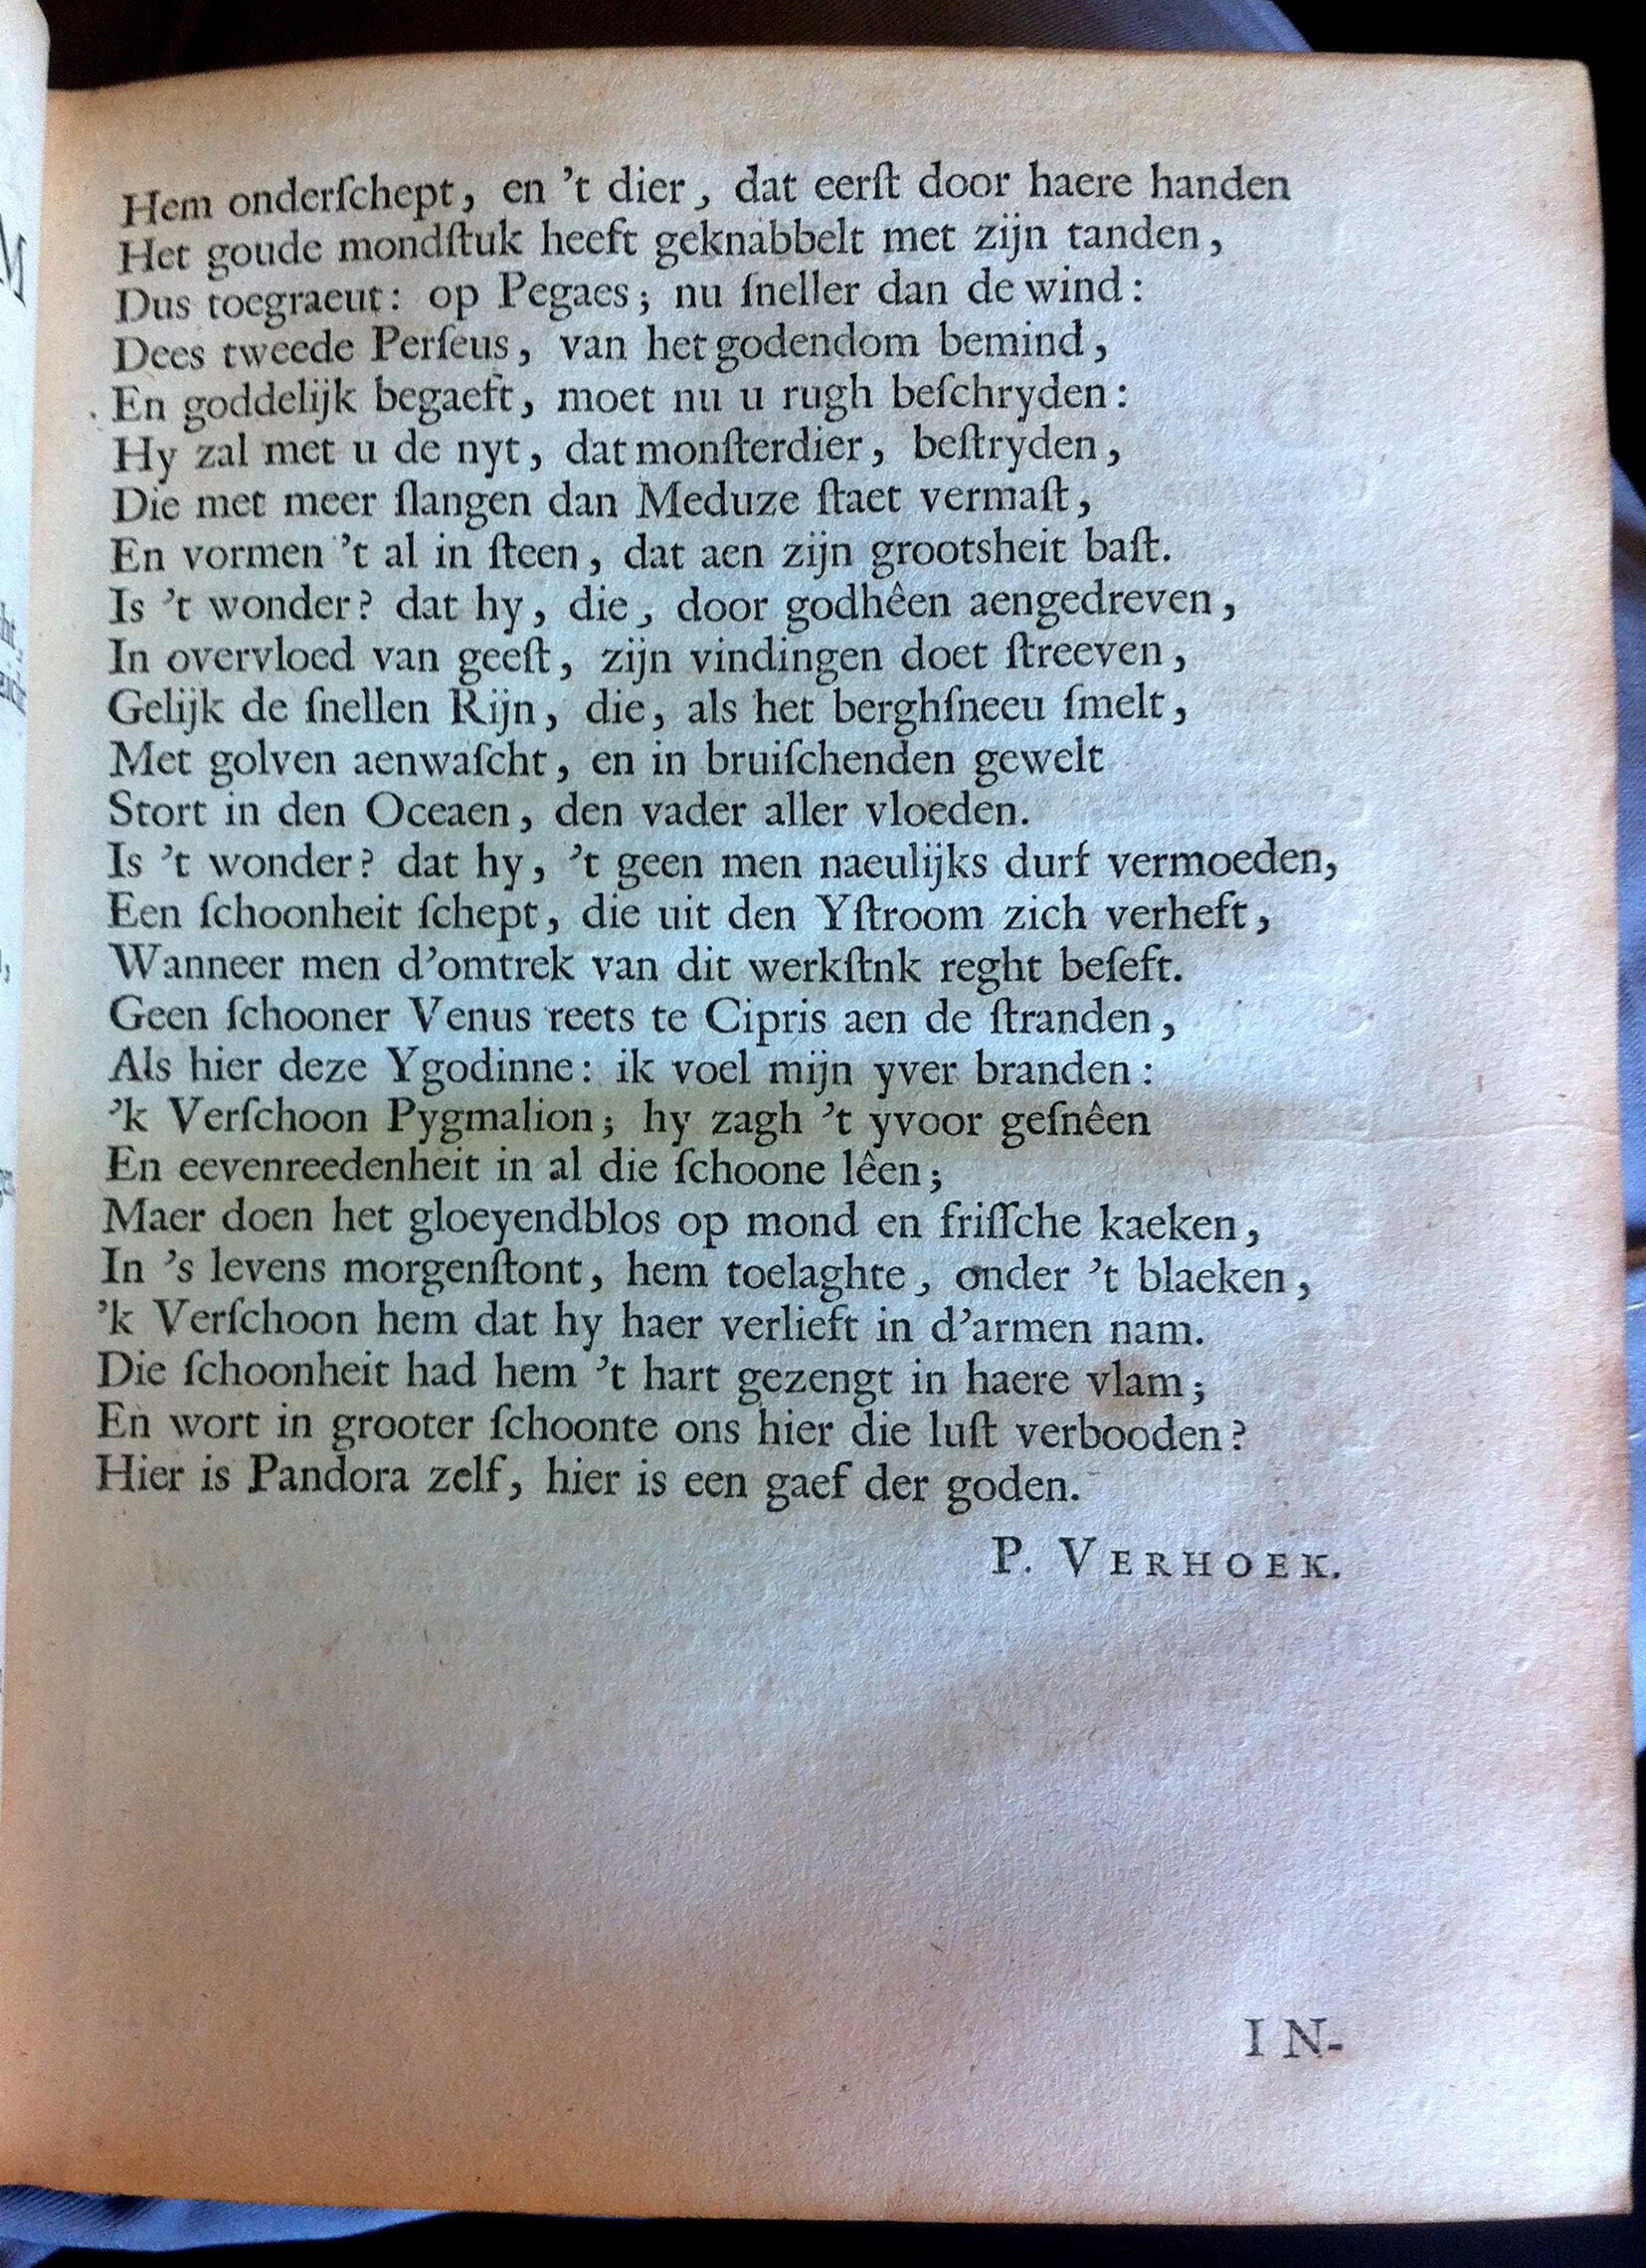 Hem onderſchept, en 't dier, dat eerſt door haere handen
Het goude mondſtuk heeft geknabbelt met zijn tanden,
Dus toegraeut: op Pegaes; nu ſneller dan de wind:
Dees tweede Perſeus, van het godendom bemind,
En goddelijk begaeft, moet nu u rugh beſchryden:
Hy zal met u de nyt, dat monſterdier, beſtryden,
Die met meer ſlangen dan Meduze ſtaet vermaſt,
En vormen 't al in ſteen, dat aen zijn grootsheit baſt.
Is 't wonder? dat hy, die, door godhêen aengedreven,
In overvloed van geeſt, zijn vindingen doet ſtreeven,
Gelijk de ſnellen Rijn, die, als het berghſneeu ſmelt,
Met golven aenwaſcht, en in bruiſchenden gewelt
Stort in den Oceaen, den vader aller vloeden.
Is 't wonder? dat hy, 't geen men naeulijks durf vermoeden,
Een ſchoonheit ſchept, die uit den Yſtroom zich verheft,
Wanneer men d'omtrek van dit werkſtnk reght beſeft.
Geen ſchooner Venus reets te Cipris aen de ſtranden,
Als hier deze Ygodinne: ik voel mijn yver branden:
'k Verſchoon Pygmalion; hy zagh 't yvoor geſnêen
En eevenreedenheit in al die ſchoone lêen;
Maer doen het gloeyendblos op mond en friſſche kaeken,
In 's levens morgenſtont, hem toelaghte, onder 't blaeken,
'k Verſchoon hem dat hy haer verlieft in d'armen nam.
Die ſchoonheit had hem 't hart gezengt in haere vlam;
En wort in grooter ſchoonte ons hier die luſt verbooden?
Hier is Pandora zelf, hier is een gaef der goden.
P. VERHOEK.
IN-